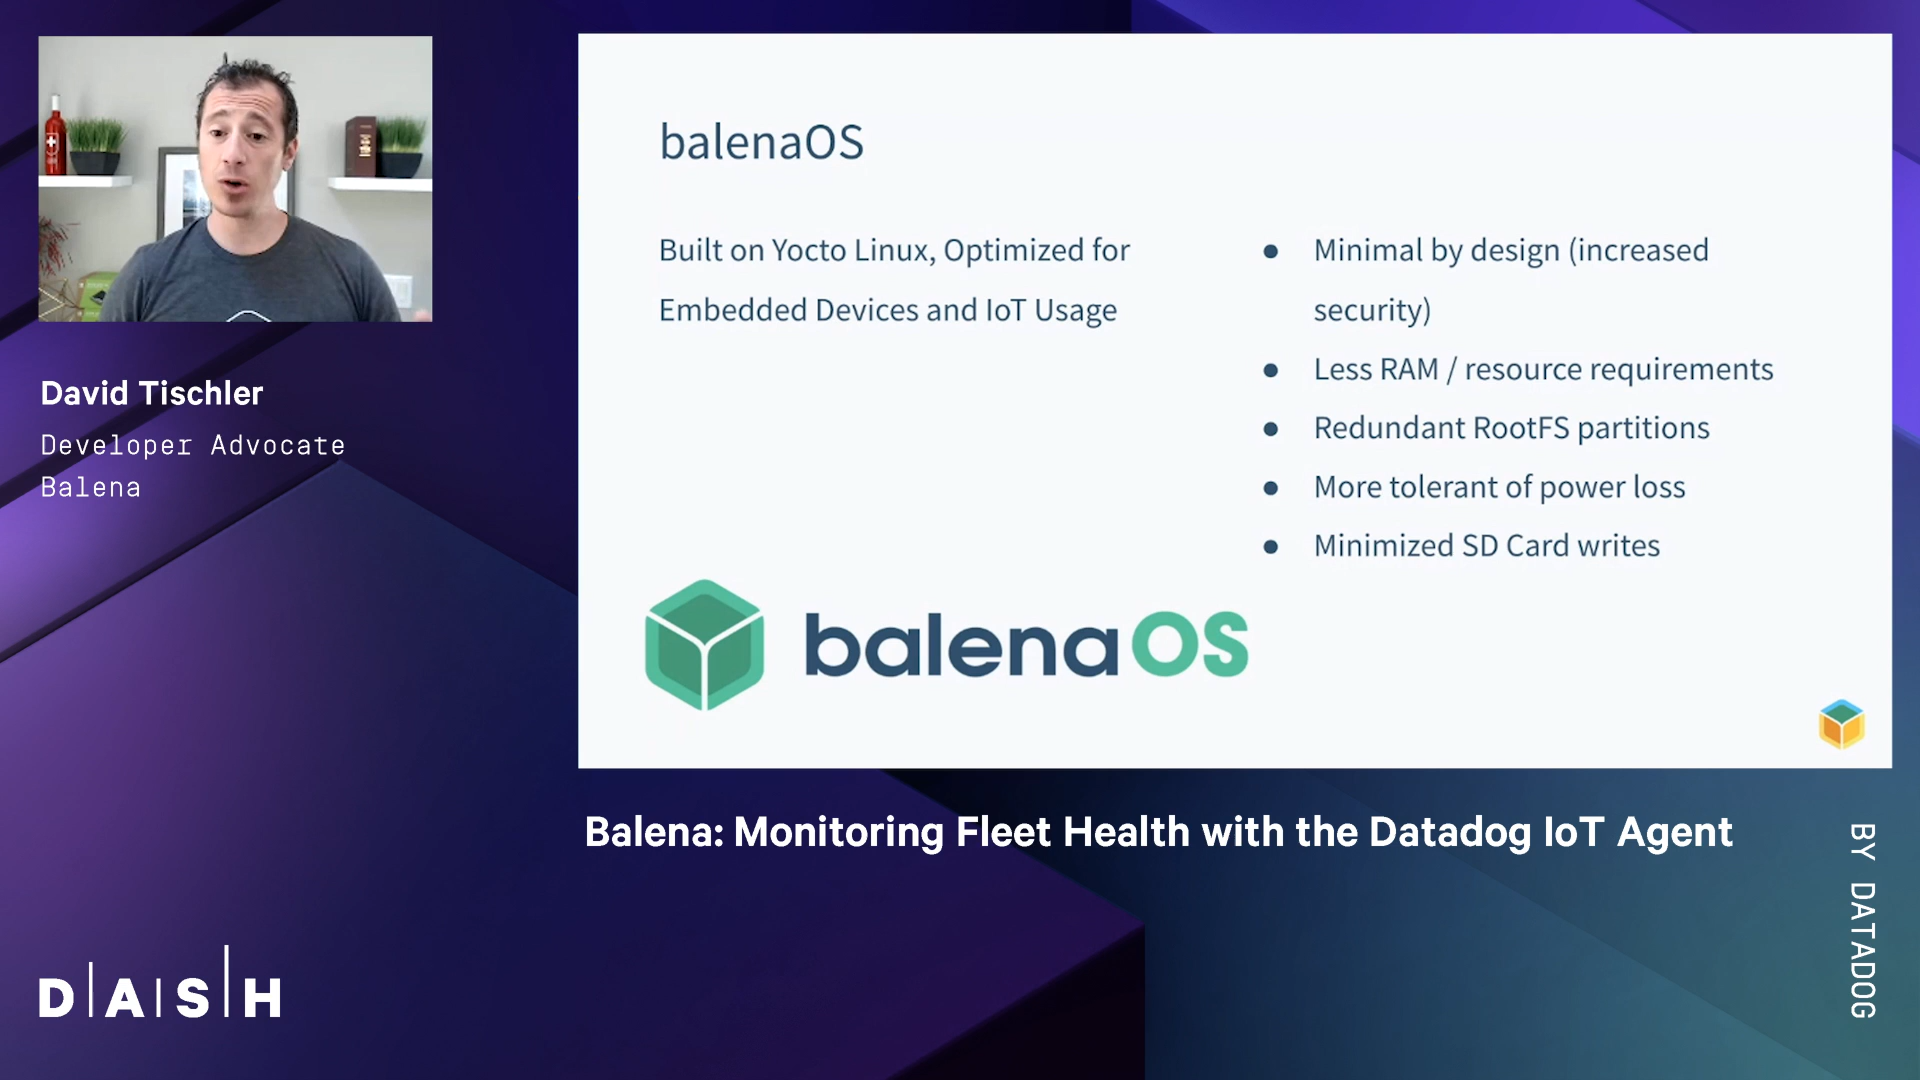 David Tischler
Developer Advocate
Balena
balenaOS
Built on Yocto Linux, Optimized for
Embedded Devices and IoT Usage
● Minimal by design (increased
security)
● Less RAM / resource requirements
● Redundant RootFS partitions
● More tolerant of power loss
● Minimized SD Card writes
balenaOS
Balena: Monitoring Fleet Health with the Datadog IoT Agent
BY DATADOG
D|A|S|H